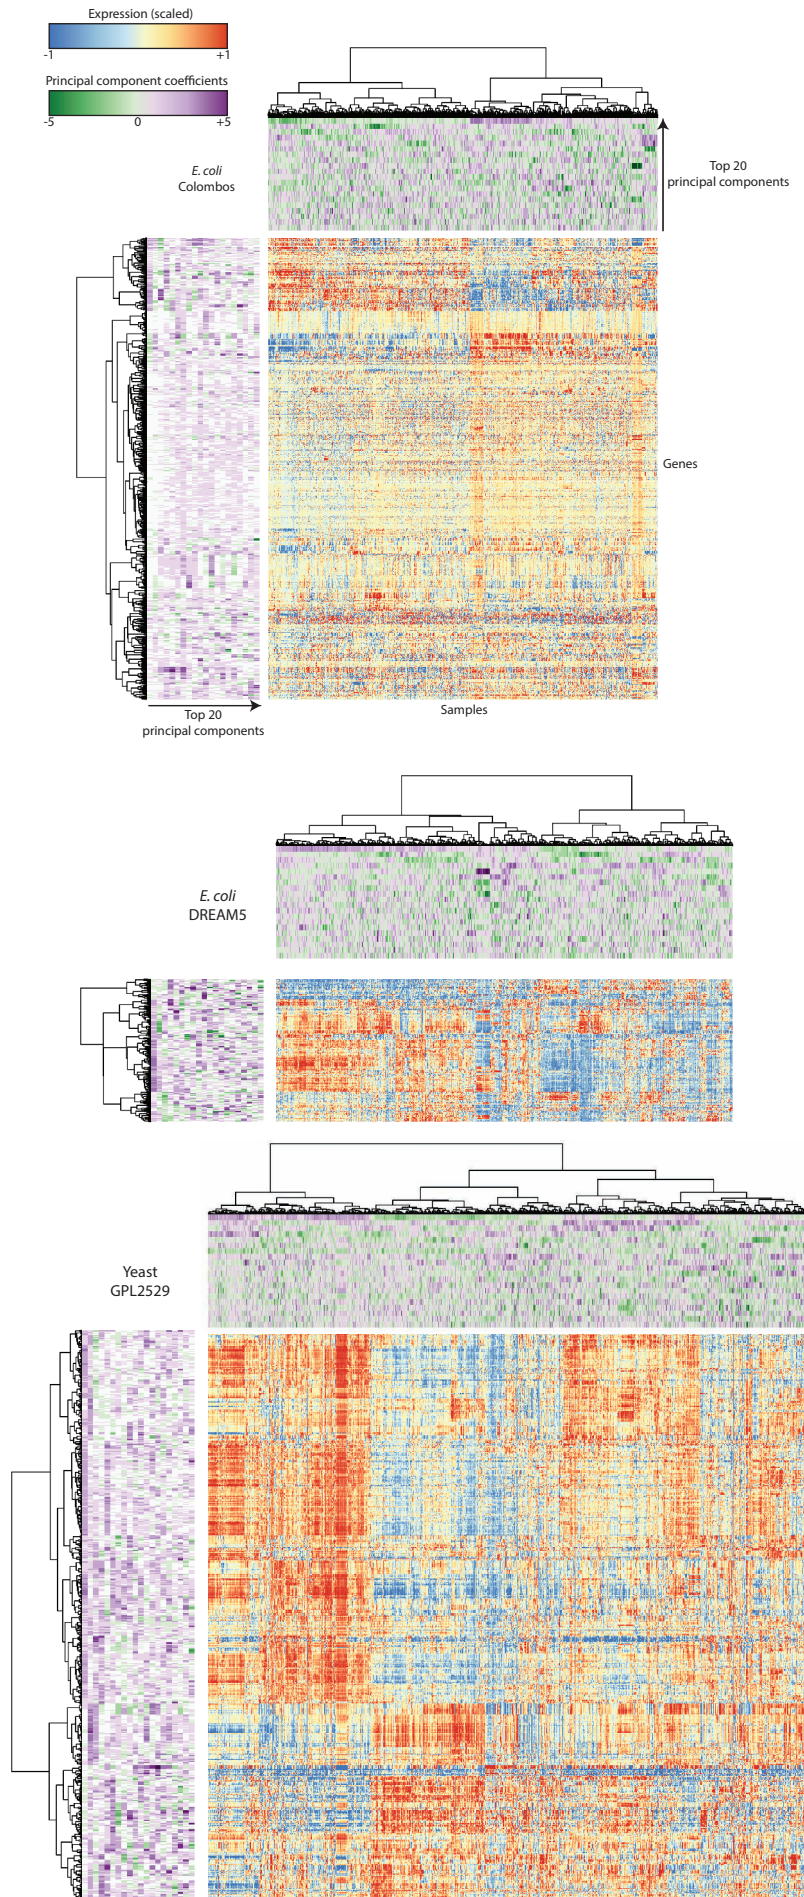 Expression (scaled)
-1
+1
Principal component coefficients
-5
0
+5
E. coli
Colombos
Top 20
principal components
Genes
Samples
Top 20
principal components
E. coli
DREAM5
Yeast
GPL2529